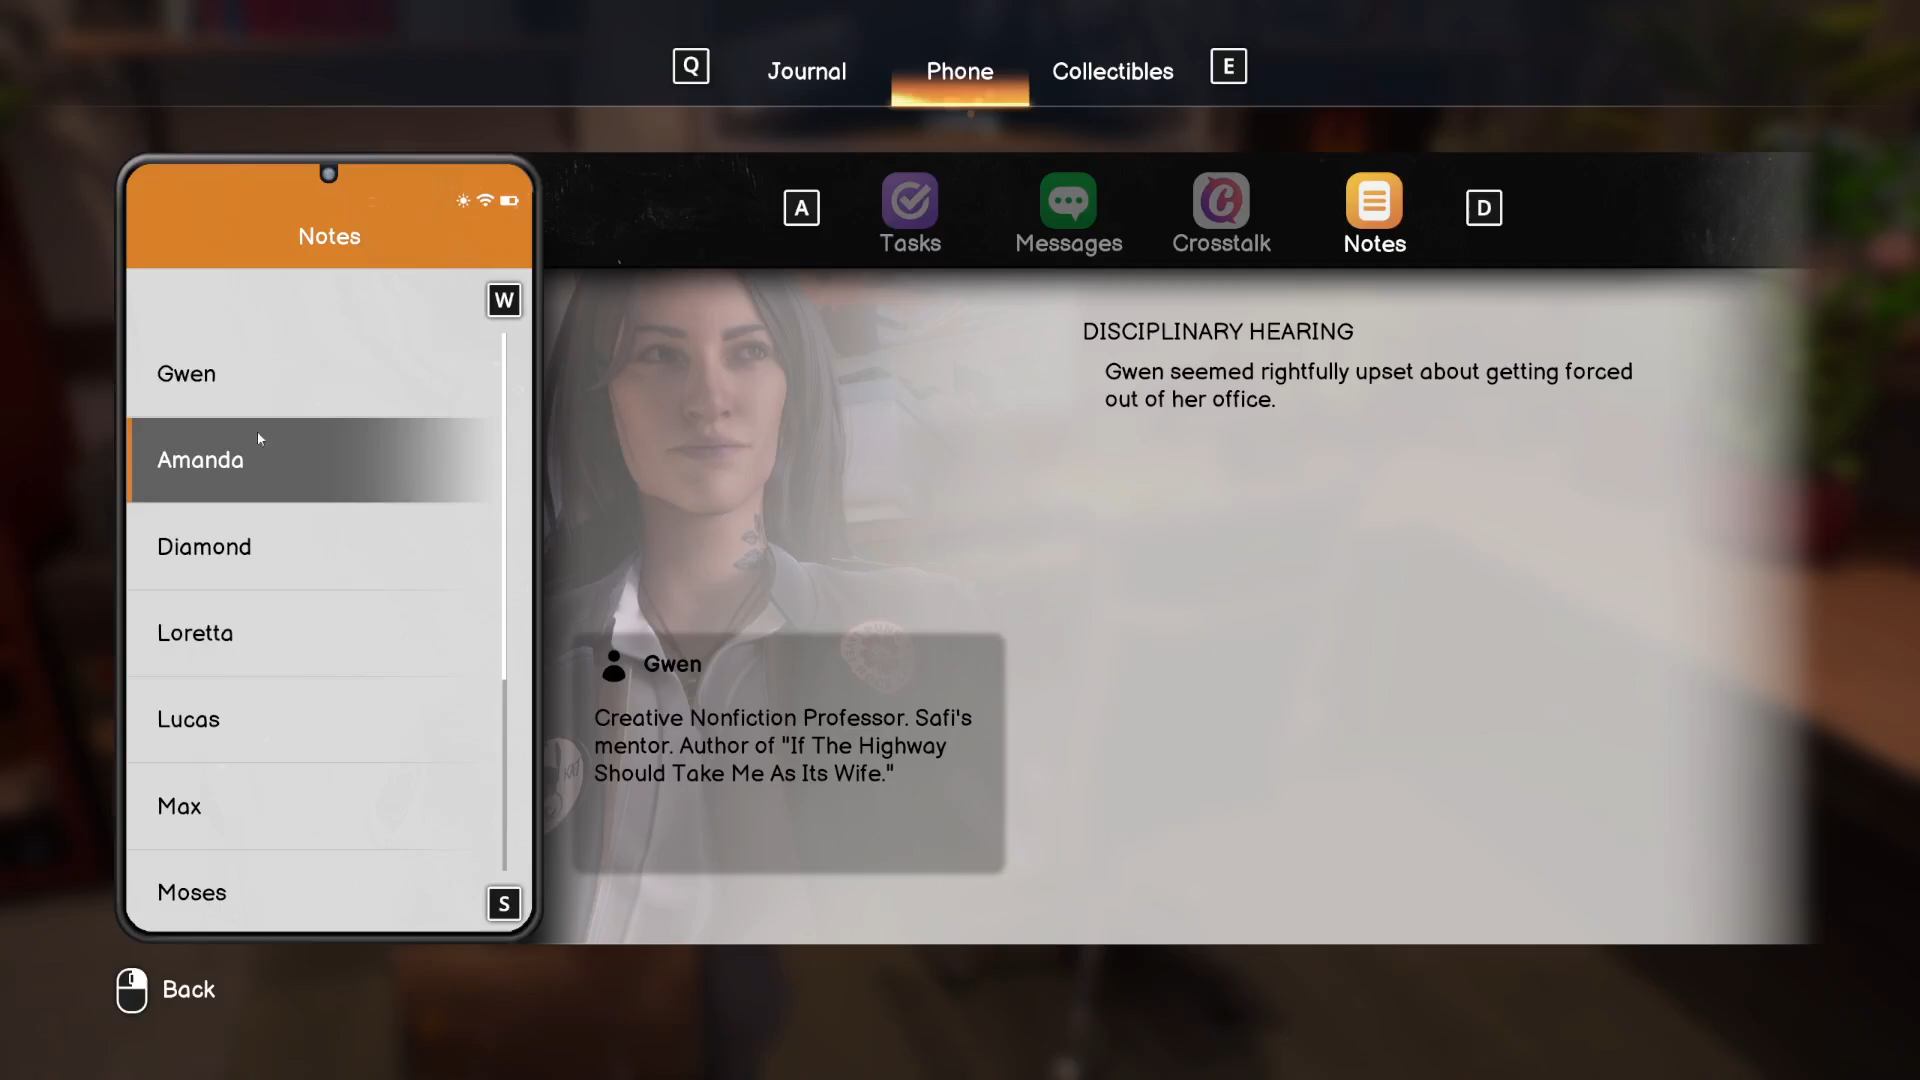 Q Journal Phone Collectibles E
Notes
A Tasks Messages Crosstalk Notes D
W
Gwen
Amanda
Diamond
Loretta
Lucas
Max
Moses
S
DISCIPLINARY HEARING
Gwen seemed rightfully upset about getting forced
out of her office.
Gwen
Creative Nonfiction Professor. Safi's
mentor. Author of "If The Highway
Should Take Me As Its Wife."
Back